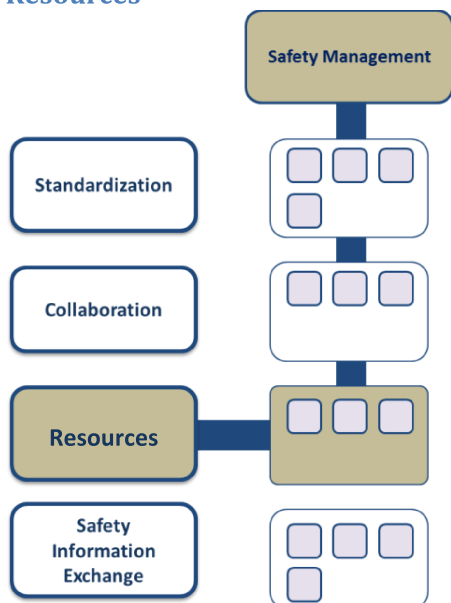 Resources
Safety Management
Standardization
Collaboration
Resources
Safety
Information
Exchange